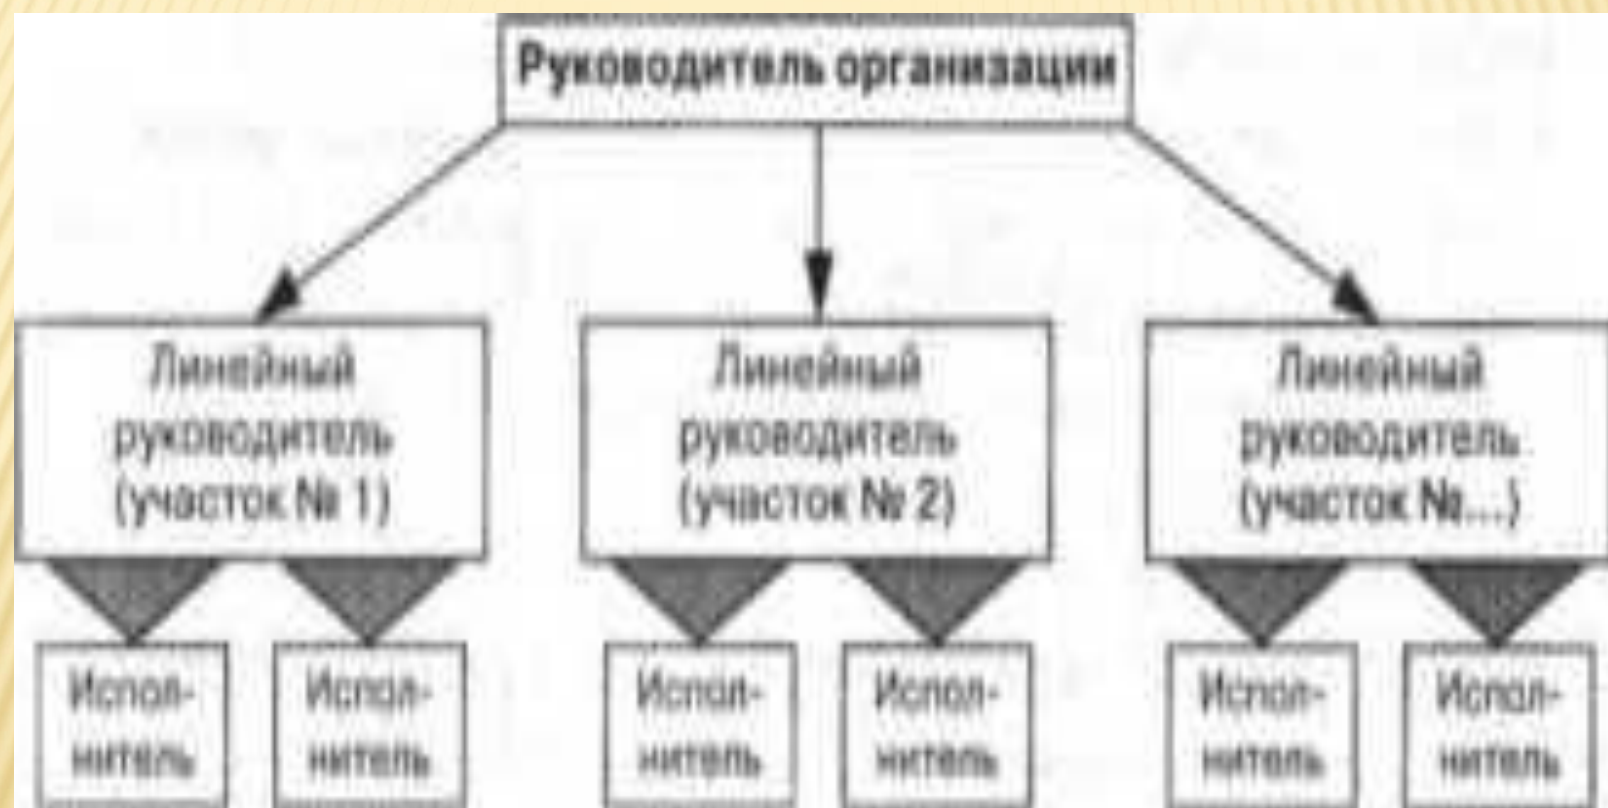 Руководитель организации
Линейный
руководитель
(участок № 1)
Линейный
руководитель
(участок № 2)
Линейный
руководитель
(участок №...)
Испол-
нитель
Испол-
нитель
Испол-
нитель
Испол-
нитель
Испол-
нитель
Испол-
нитель